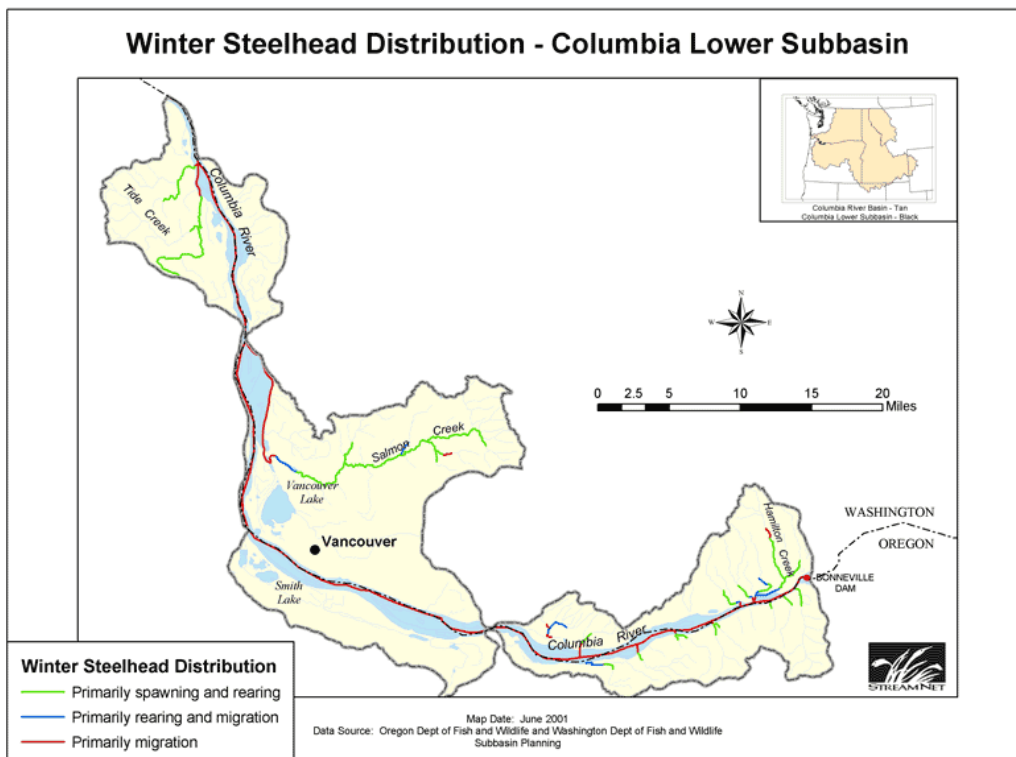 Winter Steelhead Distribution - Columbia Lower Subbasin
Columbia River Basin - Tan
Columbia Lower Subbasin - Black
Tide Creek
Columbia River
N
W
E
S
0 2.5 5 10 15 20
Miles
Salmon Creek
Vancouver
Lake
Vancouver
Smith
Lake
Hamilton Creek
WASHINGTON
OREGON
BONNEVILLE
DAM
Columbia River
STREAMNET
Winter Steelhead Distribution
Primarily spawning and rearing
Primarily rearing and migration
Primarily migration
Map Date: June 2001
Data Source: Oregon Dept of Fish and Wildlife and Washington Dept of Fish and Wildlife
Subbasin Planning